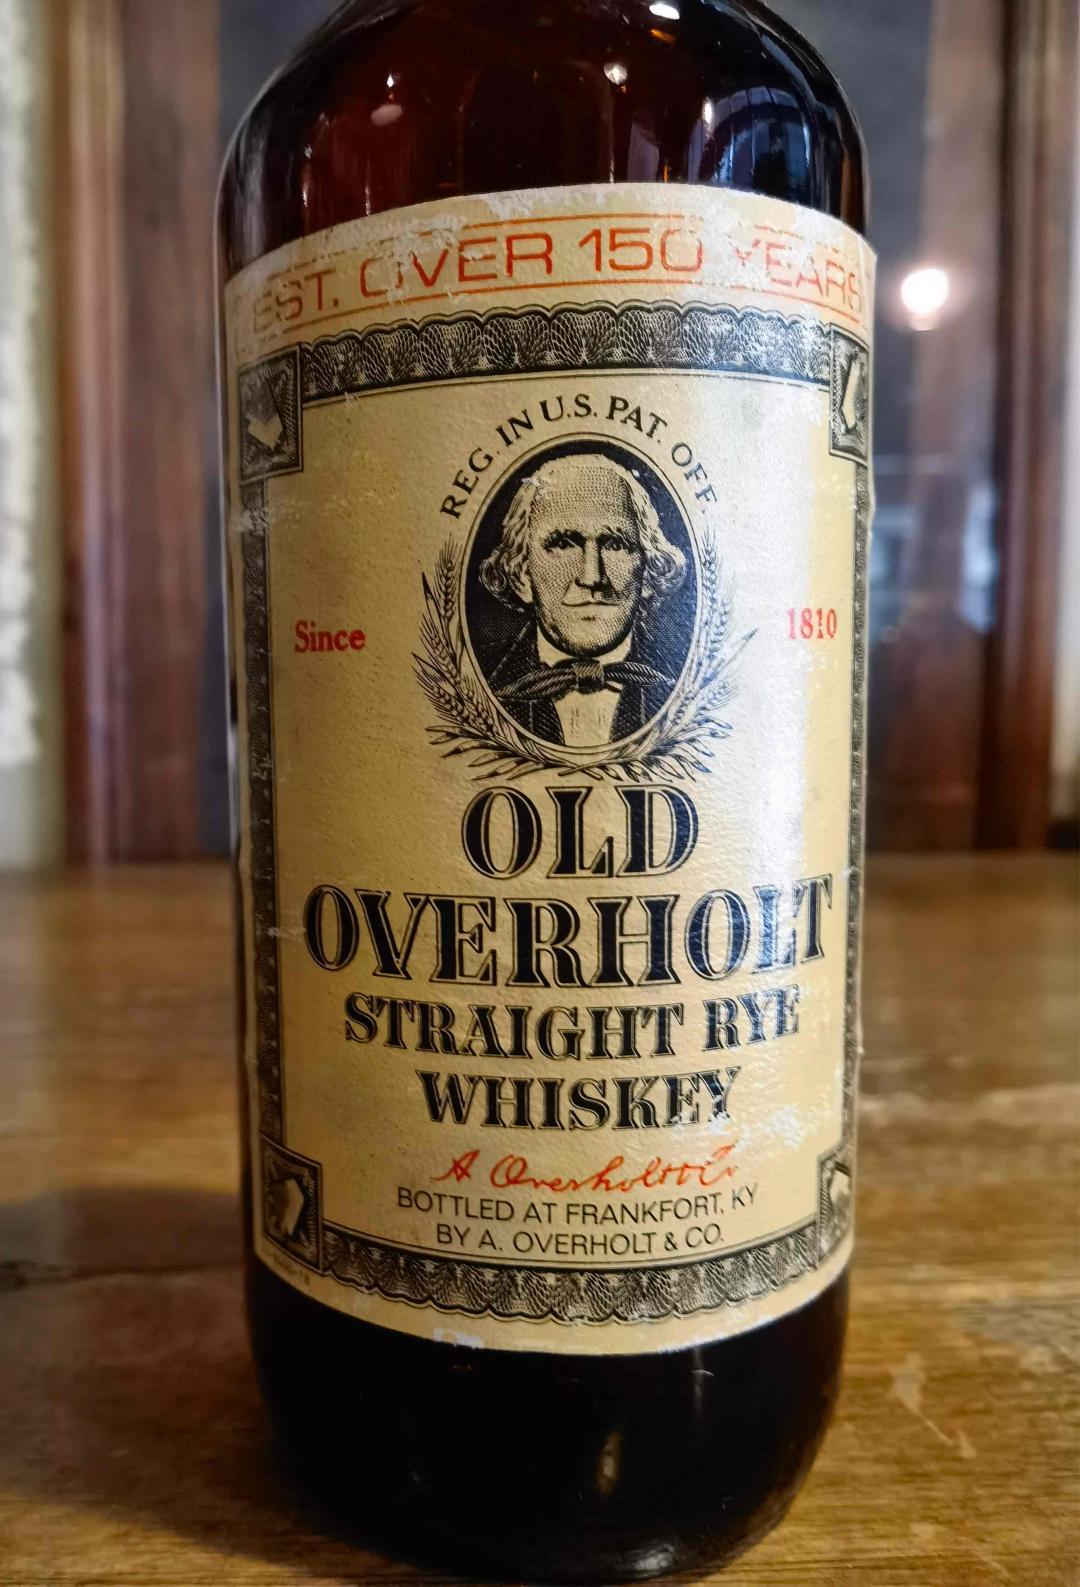 EST. OVER 150 YEARS
REG. IN U.S. PAT. OFF.
Since 1810
OLD
OVERHOLT
STRAIGHT RYE
WHISKEY
A Overholt & Co.
BOTTLED AT FRANKFORT, KY
BY A. OVERHOLT & CO.